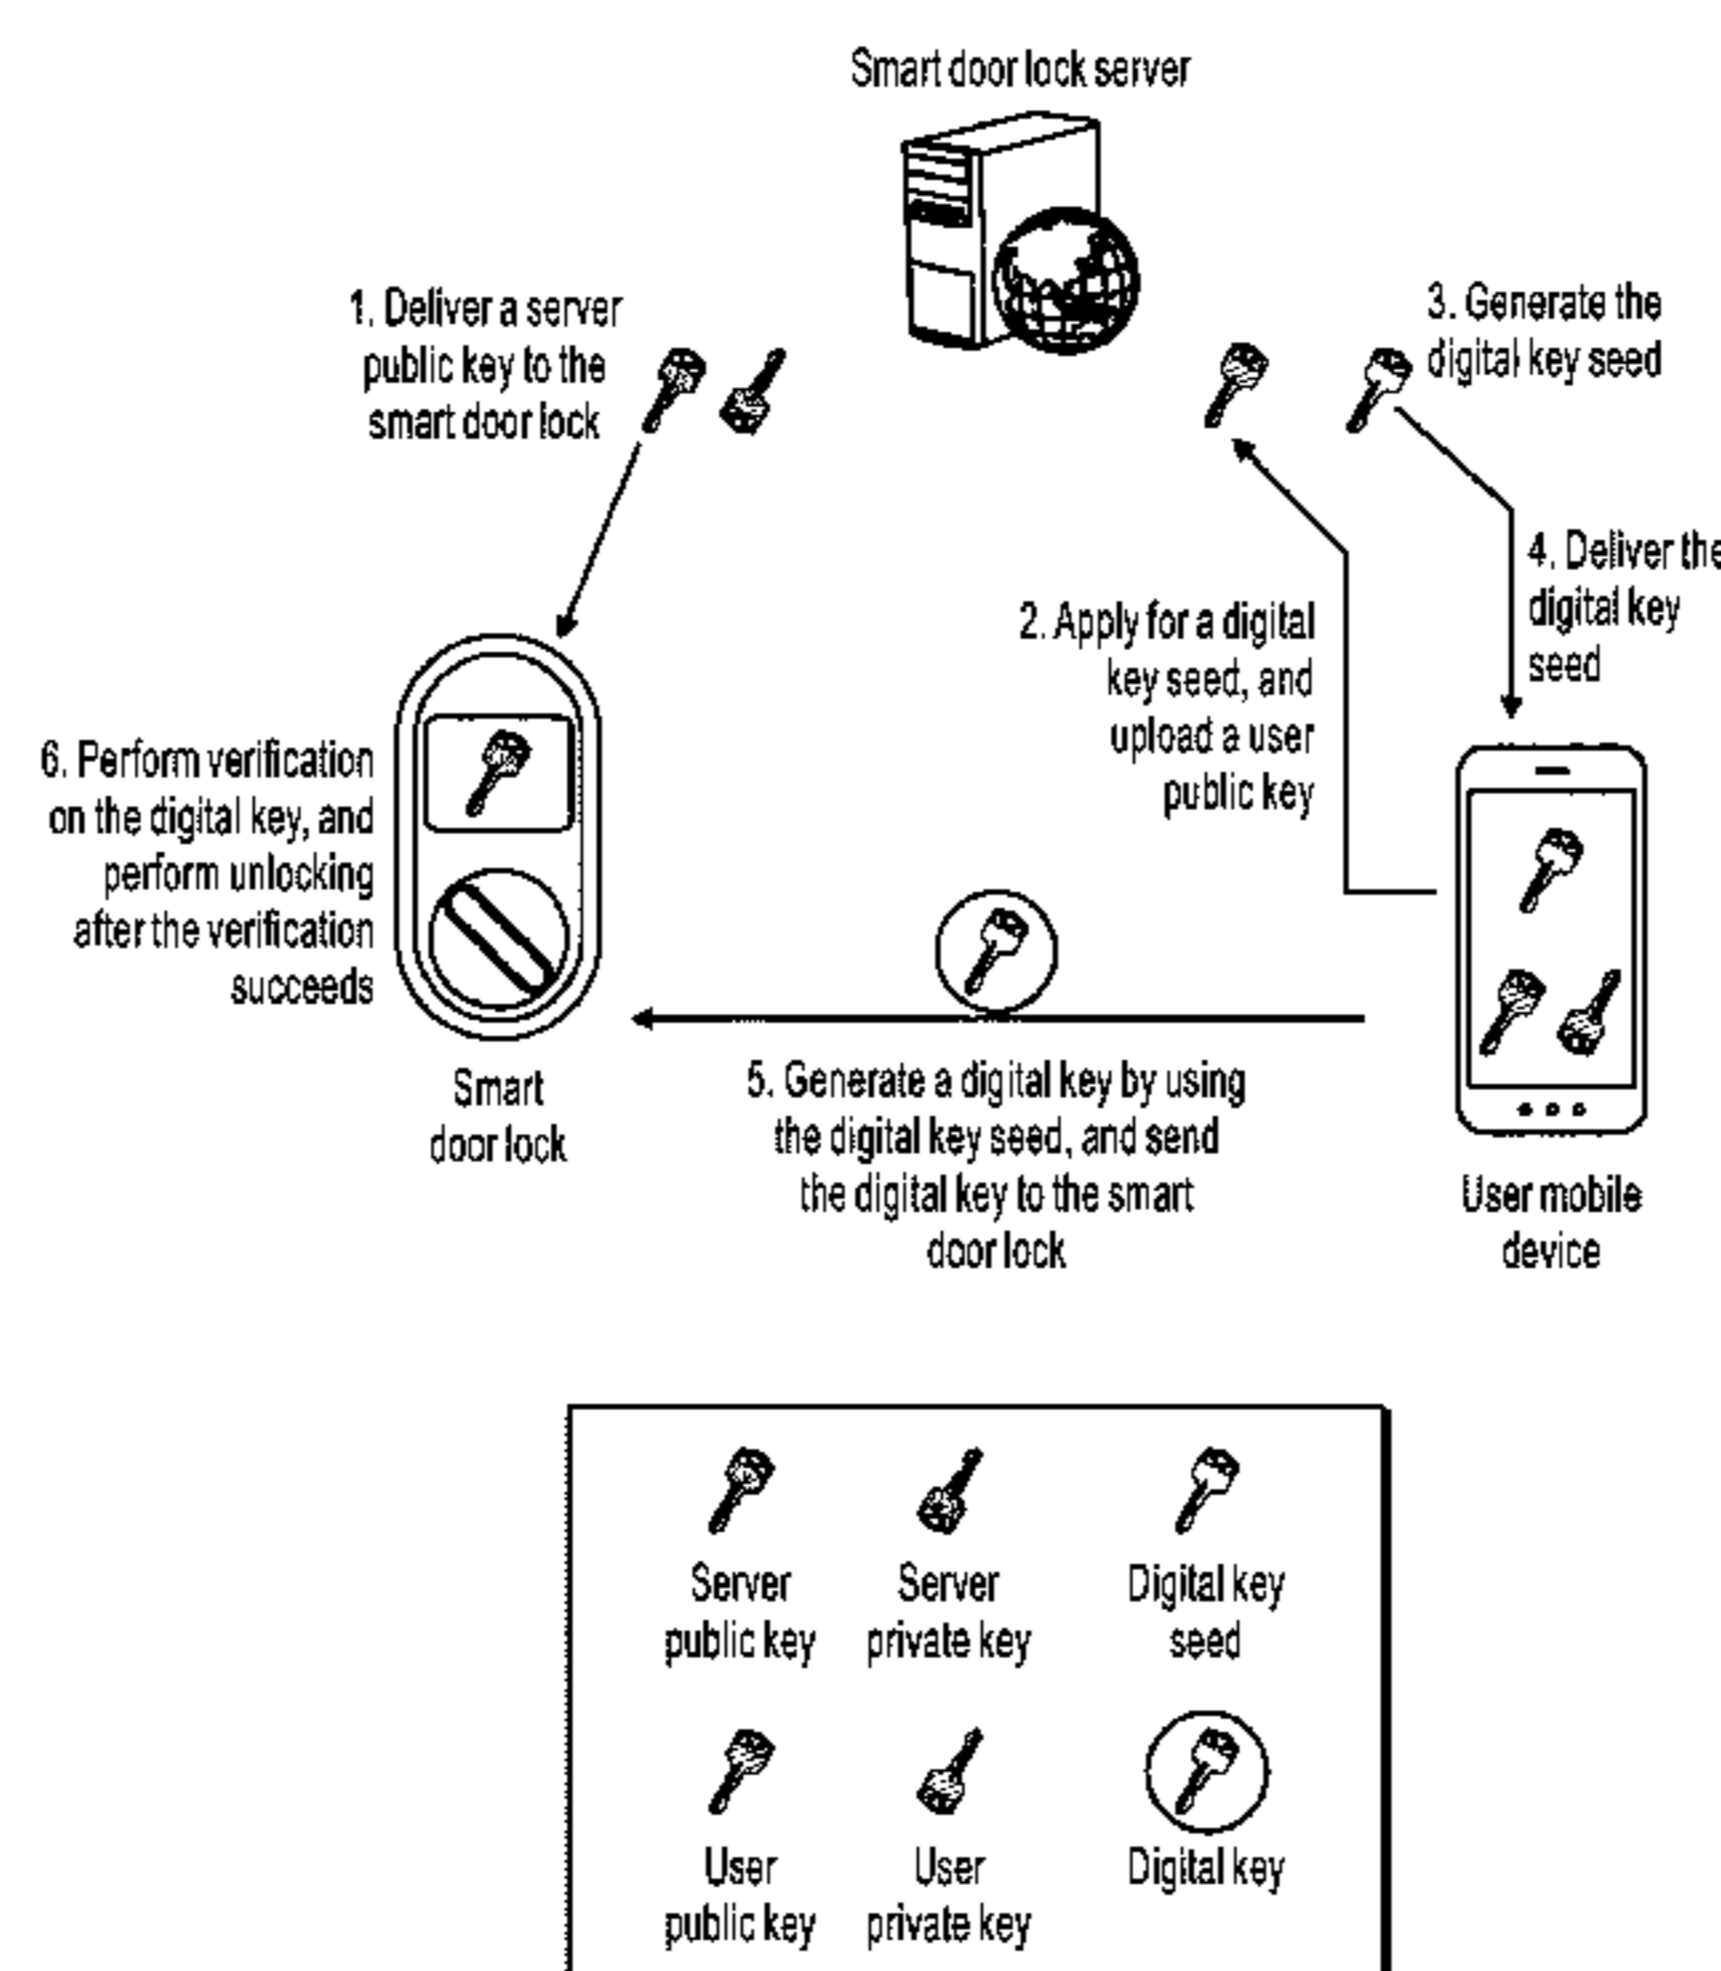 Smart door lock server
1. Deliver a server
public key to the
smart door lock
3. Generate the
digital key seed
4. Deliver the
digital key
seed
2. Apply for a digital
key seed, and
upload a user
public key
6. Perform verification
on the digital key, and
perform unlocking
after the verification
succeeds
Smart
door lock
5. Generate a digital key by using
the digital key seed, and send
the digital key to the smart
door lock
User mobile
device
Server
public key
Server
private key
Digital key
seed
User
public key
User
private key
Digital key